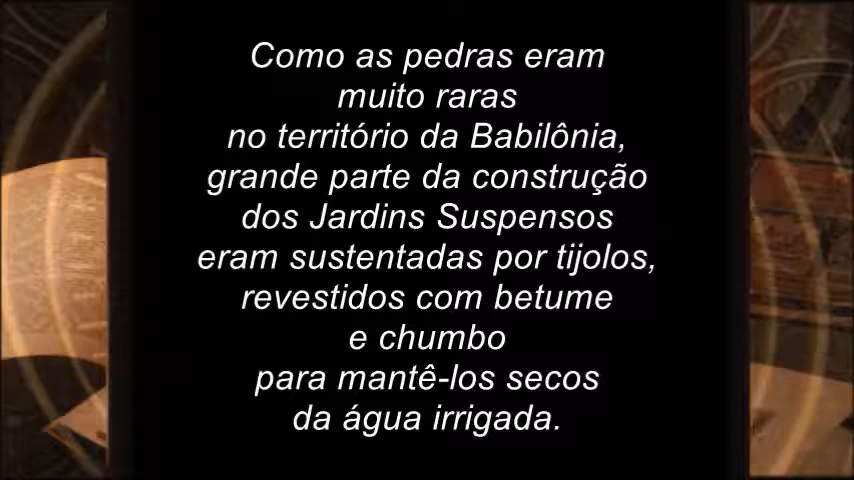 Como as pedras eram
muito raras
no território da Babilônia,
grande parte da construção
dos Jardins Suspensos
eram sustentadas por tijolos,
revestidos com betume
e chumbo
para mantê-los secos
da água irrigada.